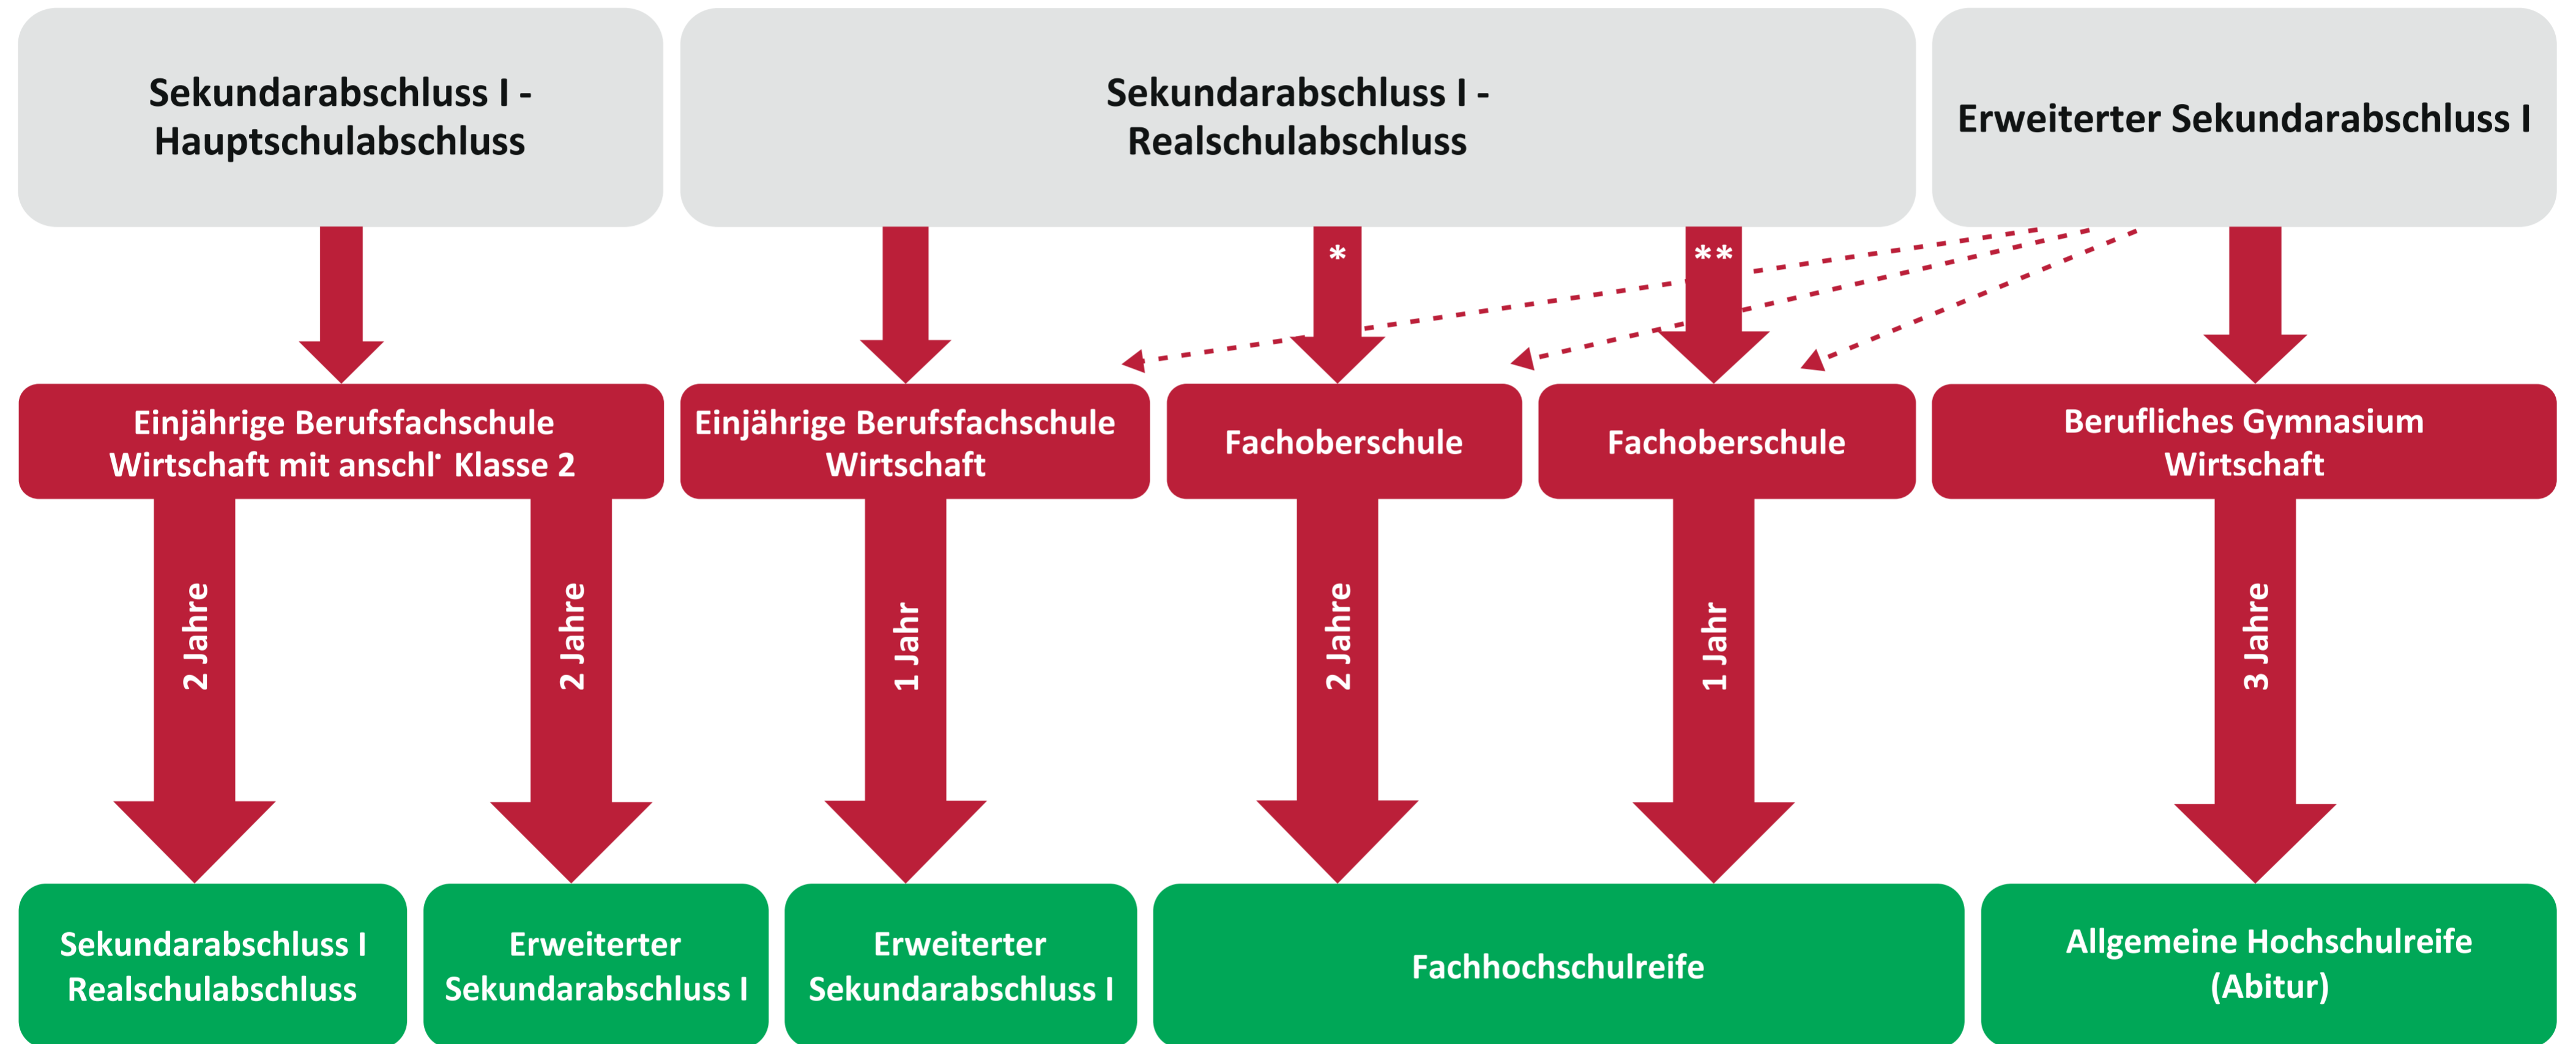 Sekundarabschluss I -
Hauptschulabschluss
Sekundarabschluss I -
Realschulabschluss
Erweiterter Sekundarabschluss I
*
**
Einjährige Berufsfachschule
Wirtschaft mit anschl˙ Klasse 2
Einjährige Berufsfachschule
Wirtschaft
Fachoberschule
Fachoberschule
Berufliches Gymnasium
Wirtschaft
2 Jahre
2 Jahre
1 Jahr
2 Jahre
1 Jahr
3 Jahre
Sekundarabschluss I
Realschulabschluss
Erweiterter
Sekundarabschluss I
Erweiterter
Sekundarabschluss I
Fachhochschulreife
Allgemeine Hochschulreife
(Abitur)